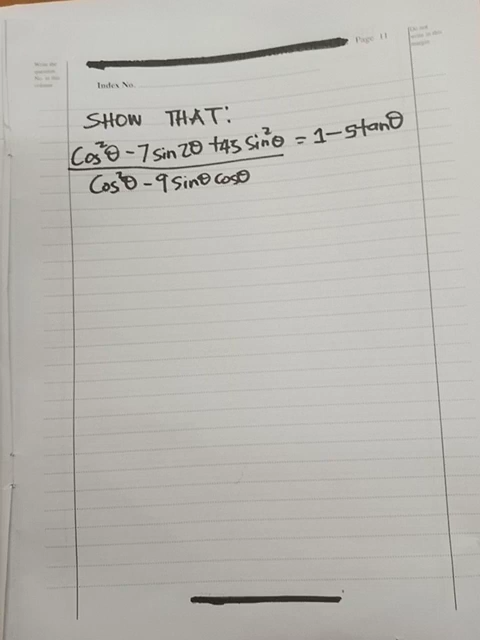 Page 11
Index No.
SHOW THAT:
Cos²θ - 7 sin 2θ + 45 sin²θ = 1 - 5tanθ
Cos²θ - 9 sinθ cosθ